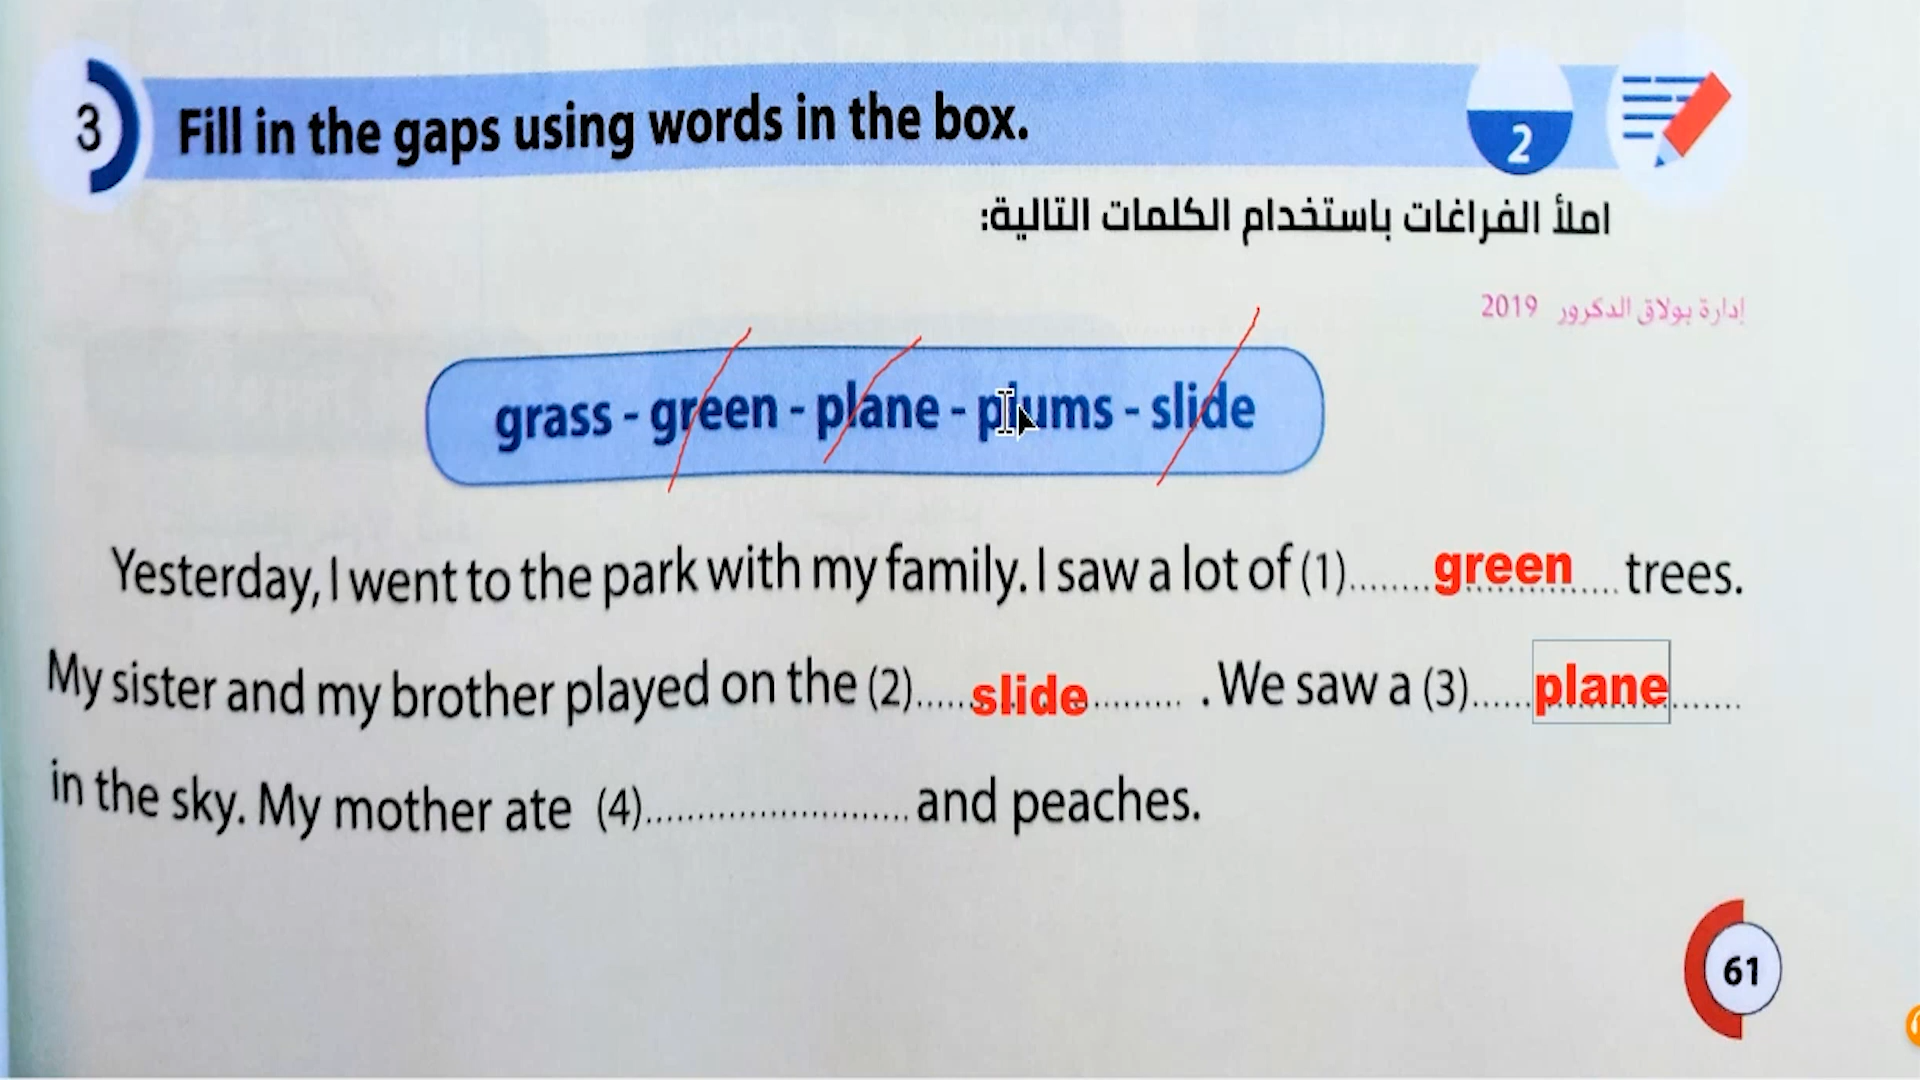 3 Fill in the gaps using words in the box. 2
املأ الفراغات باستخدام الكلمات التالية:
إدارة بولاق الدكرور 2019
grass - green - plane - plums - slide
Yesterday, I went to the park with my family. I saw a lot of (1)........green............... trees.
My sister and my brother played on the (2).....slide......... . We saw a (3).....plane......
in the sky. My mother ate (4).......................... and peaches.
61